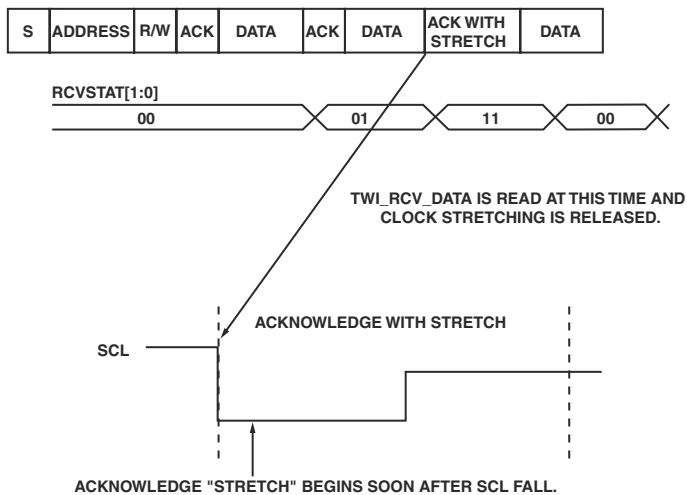 S ADDRESS R/W ACK DATA ACK DATA ACK WITH STRETCH DATA
RCVSTAT[1:0]
00 01 11 00
TWI_RCV_DATA IS READ AT THIS TIME AND
CLOCK STRETCHING IS RELEASED.
ACKNOWLEDGE WITH STRETCH
SCL
ACKNOWLEDGE "STRETCH" BEGINS SOON AFTER SCL FALL.